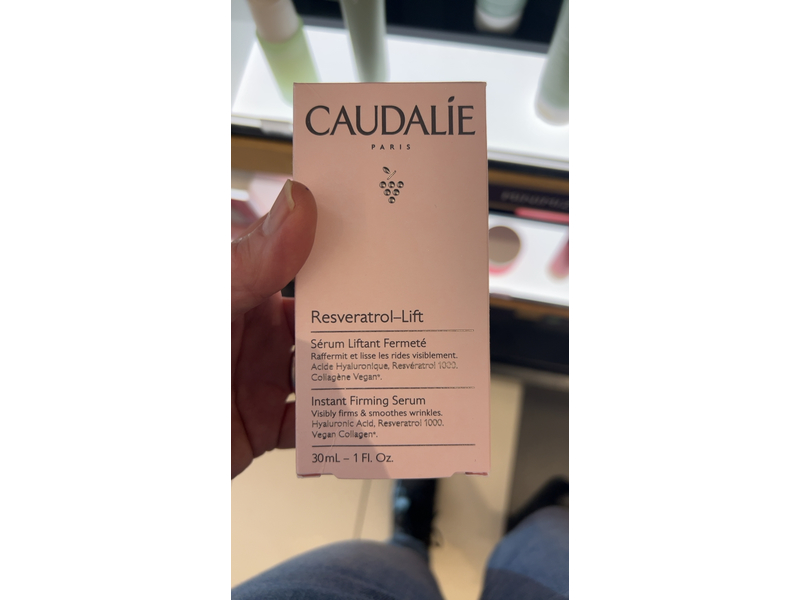 CAUDALÍE
PARIS
Resveratrol–Lift
Sérum Liftant Fermeté
Raffermit et lisse les rides visiblement.
Acide Hyaluronique, Resvératrol 1000,
Collagène Vegan*.
Instant Firming Serum
Visibly firms & smoothes wrinkles.
Hyaluronic Acid, Resveratrol 1000,
Vegan Collagen*.
30mL – 1 Fl. Oz.